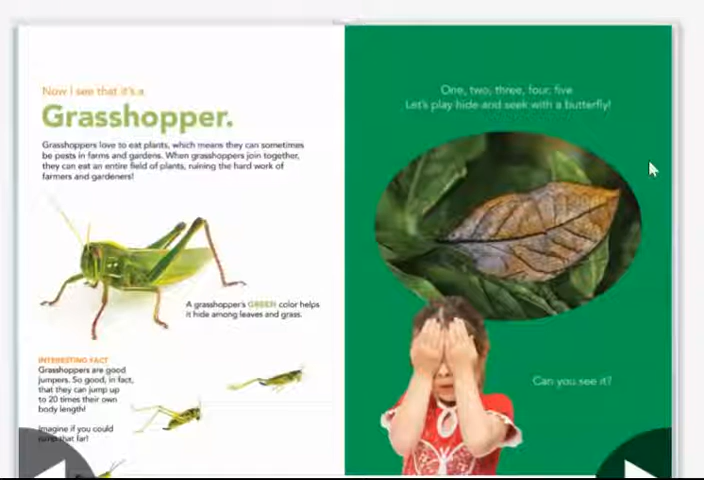 Now I see that it's a
Grasshopper.
Grasshoppers love to eat plants, which means they can sometimes
be pests in farms and gardens. When grasshoppers join together,
they can eat an entire field of plants, ruining the hard work of
farmers and gardeners!
A grasshopper's GREEN color helps
it hide among leaves and grass.
INTERESTING FACT
Grasshoppers are good
jumpers. So good, in fact,
that they can jump up
to 20 times their own
body length!
Imagine if you could
jump that far!
One, two, three, four, five
Let's play hide and seek with a butterfly!
Can you see it?